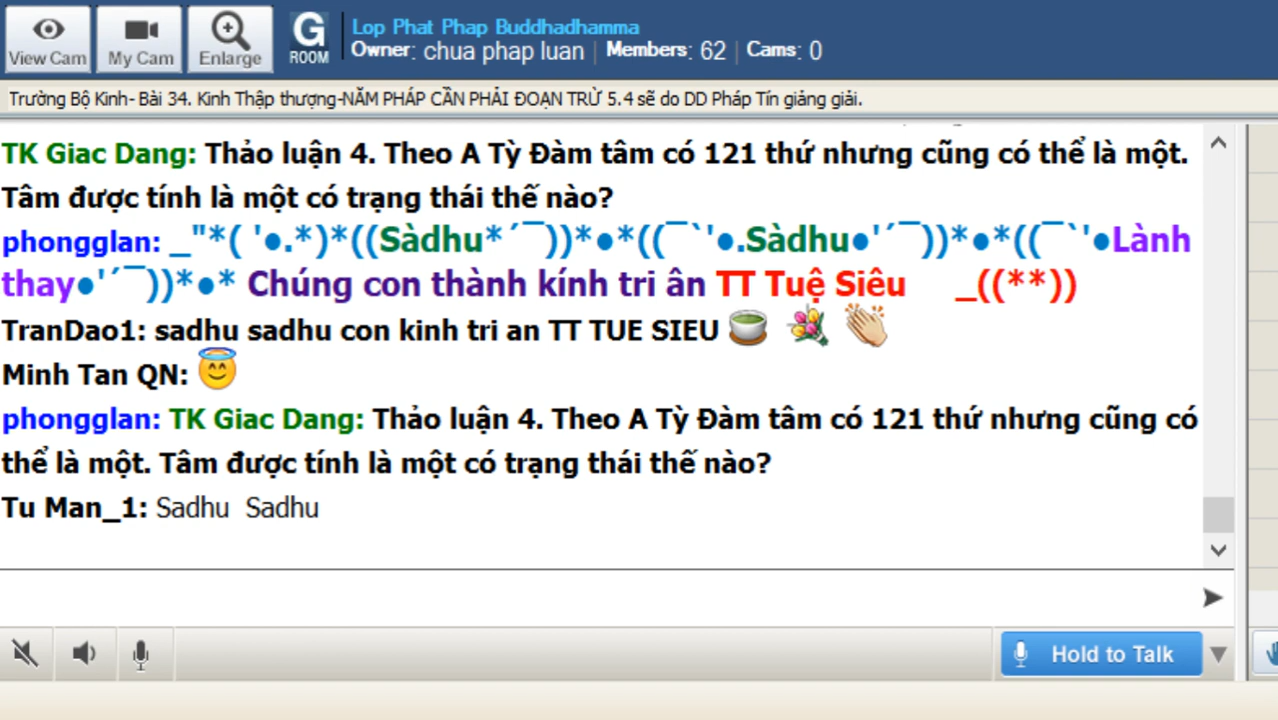 View Cam
My Cam
Enlarge
G
ROOM
Lop Phat Phap Buddhadhamma
Owner: chua phap luan | Members: 62 | Cams: 0
Trường Bộ Kinh- Bài 34. Kinh Thập thượng-NĂM PHÁP CẦN PHẢI ĐOẠN TRỪ 5.4 sẽ do DD Pháp Tín giảng giải.
TK Giac Dang: Thảo luận 4. Theo A Tỳ Đàm tâm có 121 thứ nhưng cũng có thể là một.
Tâm được tính là một có trạng thái thế nào?
phongglan: _"*( '●.*)*((Sàdhu*´¯))*●*((¯`'●.Sàdhu●'´¯))*●*((¯`'●Lành
thay●'´¯))*●* Chúng con thành kính tri ân TT Tuệ Siêu _((**))
TranDao1: sadhu sadhu con kinh tri an TT TUE SIEU
Minh Tan QN:
phongglan: TK Giac Dang: Thảo luận 4. Theo A Tỳ Đàm tâm có 121 thứ nhưng cũng có
thể là một. Tâm được tính là một có trạng thái thế nào?
Tu Man_1: Sadhu Sadhu
Hold to Talk